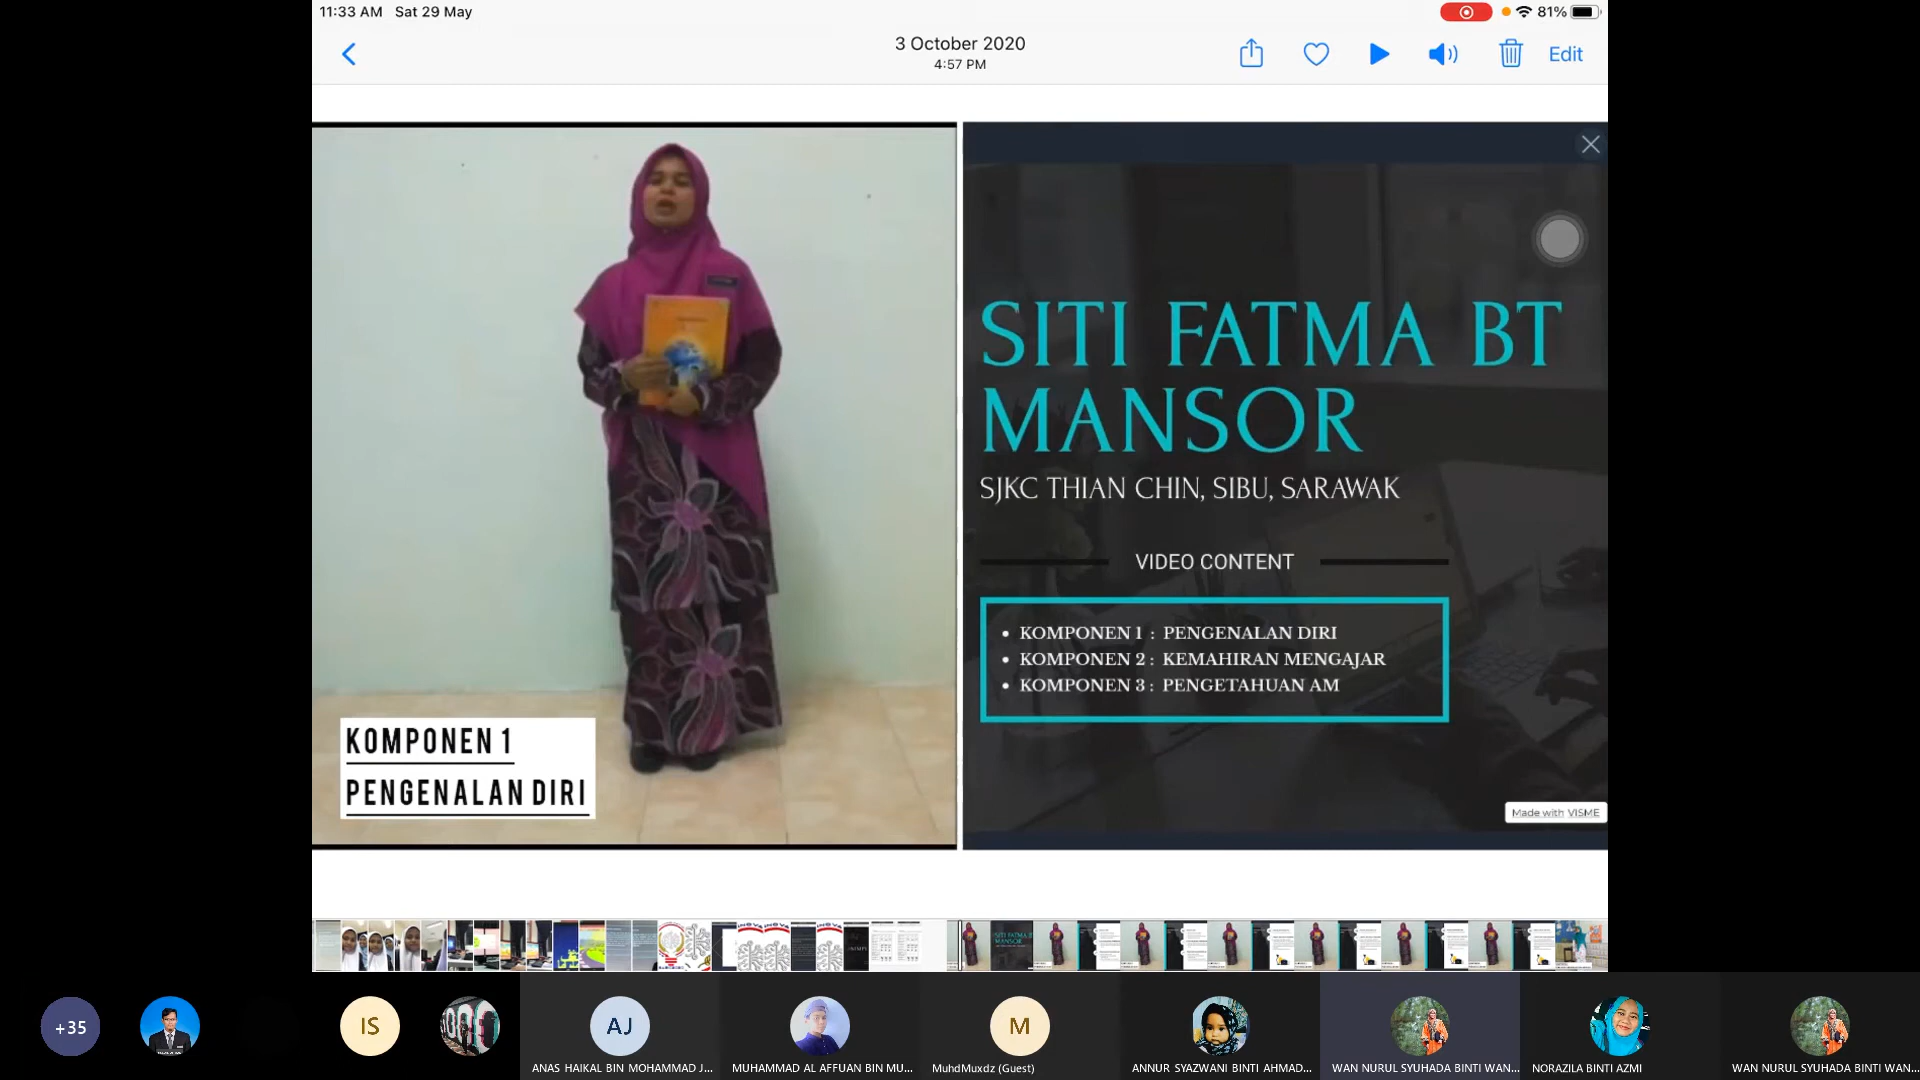 11:33 AM Sat 29 May
81%
3 October 2020
4:57 PM
Edit
SITI FATMA BT
MANSOR
SJKC THIAN CHIN, SIBU, SARAWAK
VIDEO CONTENT
• KOMPONEN 1 : PENGENALAN DIRI
• KOMPONEN 2 : KEMAHIRAN MENGAJAR
• KOMPONEN 3 : PENGETAHUAN AM
KOMPONEN 1
PENGENALAN DIRI
Made with VISME
SITI FATMA B
MANSOR
+35
IS
AJ
M
ANAS HAIKAL BIN MOHAMMAD J...
MUHAMMAD AL AFFUAN BIN MU...
MuhdMuxdz (Guest)
ANNUR SYAZWANI BINTI AHMAD...
WAN NURUL SYUHADA BINTI WAN...
NORAZILA BINTI AZMI
WAN NURUL SYUHADA BINTI WAN...